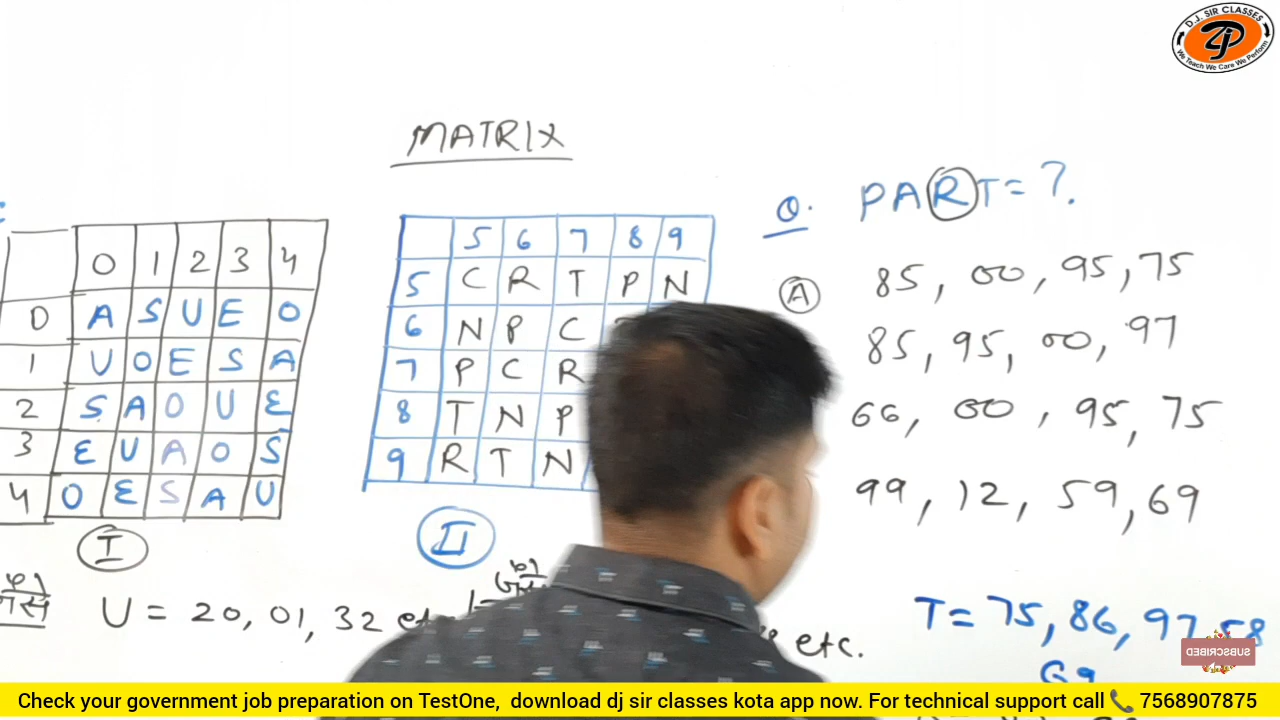 D.J. SIR CLASSES
We Teach We Care We Perform
MATRIX
0 1 2 3 4
0 A S U E O
1 U O E S A
2 S A O U E
3 E U A O S
4 O E S A U
I
U = 20, 01, 32
5 6 7 8 9
5 C R T P N
6 N P C
7 P C R
8 T N P
9 R T N
II
etc.
Q. PART = ?
A 85, 00, 95, 75
85, 95, 00, 97
66, 00, 95, 75
99, 12, 59, 69
T = 75, 86, 97, 58
69
SUBSCRIBED
Check your government job preparation on TestOne, download dj sir classes kota app now. For technical support call 📞 7568907875